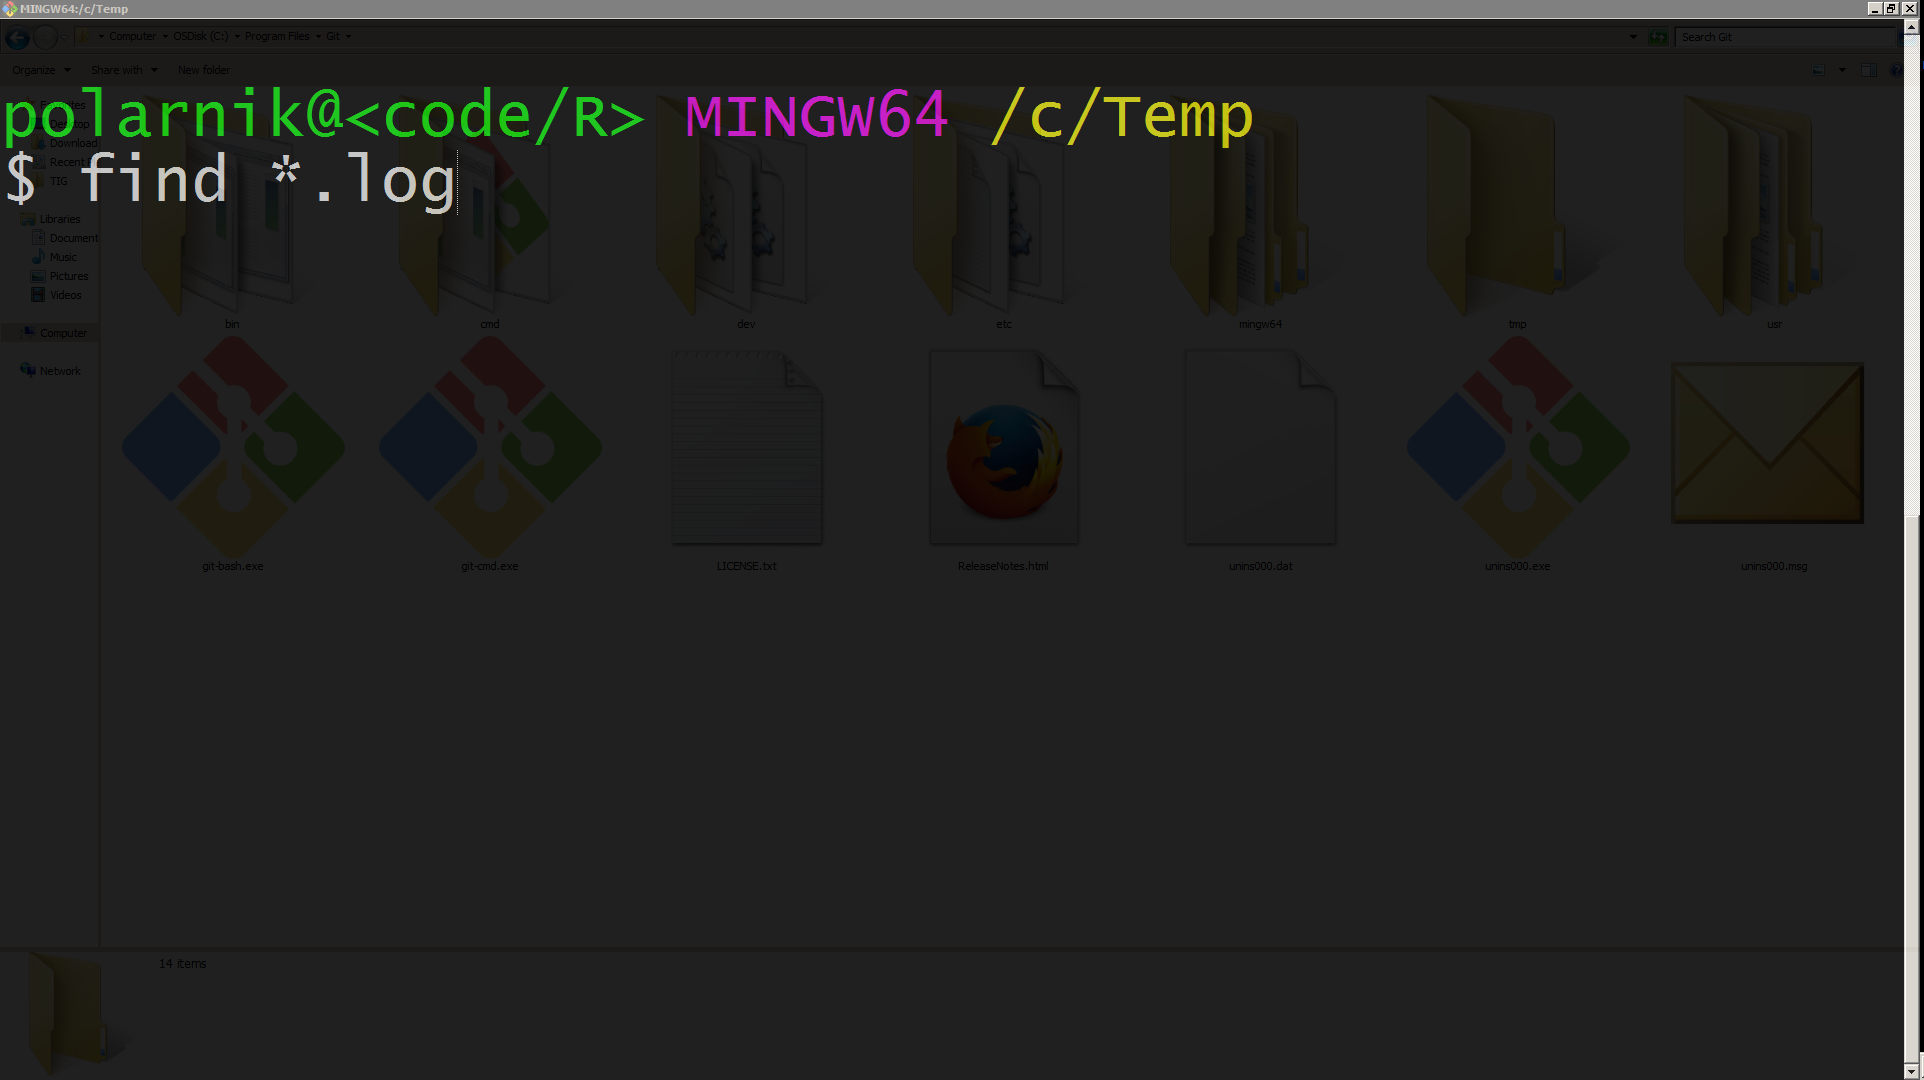 MINGW64:/c/Temp
Computer OSDisk (C:) Program Files Git
Search Git
Organize Share with New folder
polarnik@<code/R> MINGW64 /c/Temp
$ find *.log
Favorites
Desktop
Download
Recent
TIG
Libraries
Document
Music
Pictures
Videos
Computer
Network
bin cmd dev etc mingw64 tmp usr
git-bash.exe git-cmd.exe LICENSE.txt ReleaseNotes.html unins000.dat unins000.exe unins000.msg
14 items